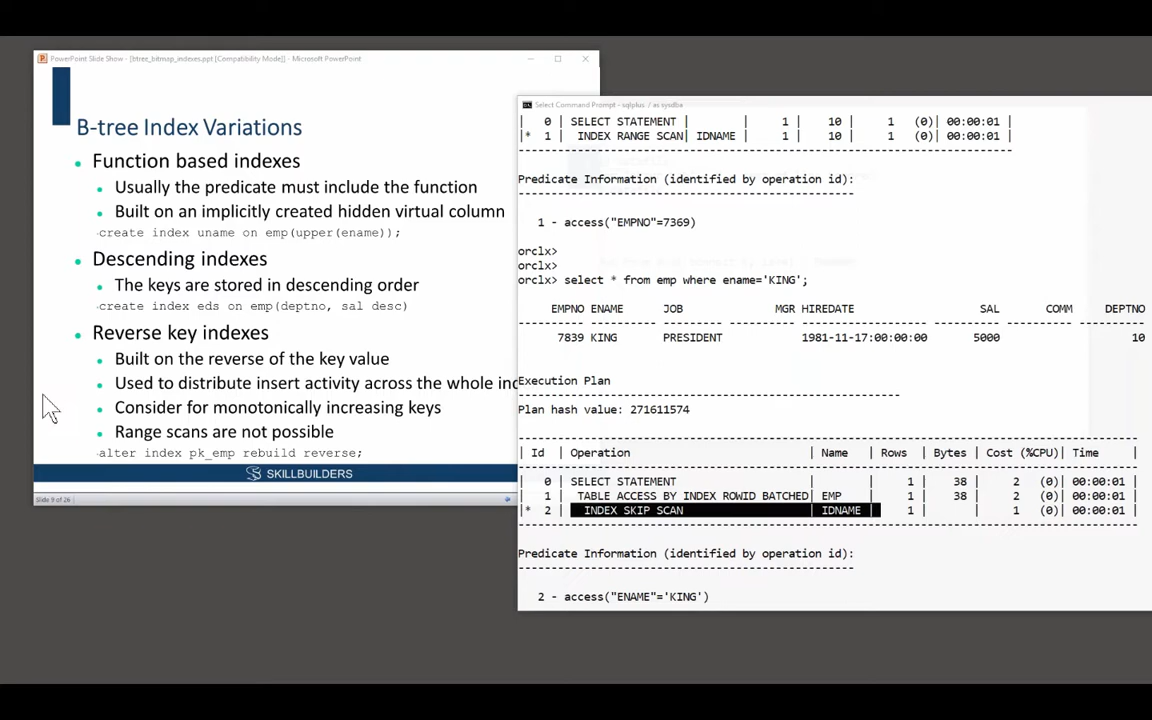 PowerPoint Slide Show - [btree_bitmap_indexes.ppt [Compatibility Mode]] - Microsoft PowerPoint
B-tree Index Variations
Function based indexes
Usually the predicate must include the function
Built on an implicitly created hidden virtual column
create index uname on emp(upper(ename));
Descending indexes
The keys are stored in descending order
create index eds on emp(deptno, sal desc)
Reverse key indexes
Built on the reverse of the key value
Used to distribute insert activity across the whole ind
Consider for monotonically increasing keys
Range scans are not possible
alter index pk_emp rebuild reverse;
SKILLBUILDERS
Slide 9 of 26
Select Command Prompt - sqlplus / as sysdba
| 0 | SELECT STATEMENT | | 1 | 10 | 1 (0)| 00:00:01 |
|* 1 | INDEX RANGE SCAN| IDNAME | 1 | 10 | 1 (0)| 00:00:01 |
Predicate Information (identified by operation id):
1 - access("EMPNO"=7369)
orclx>
orclx>
orclx> select * from emp where ename='KING';
EMPNO ENAME JOB MGR HIREDATE SAL COMM DEPTNO
7839 KING PRESIDENT 1981-11-17:00:00:00 5000 10
Execution Plan
Plan hash value: 271611574
| Id | Operation | Name | Rows | Bytes | Cost (%CPU)| Time
| 0 | SELECT STATEMENT | | 1 | 38 | 2 (0)| 00:00:01 |
| 1 | TABLE ACCESS BY INDEX ROWID BATCHED| EMP | 1 | 38 | 2 (0)| 00:00:01 |
|* 2 | INDEX SKIP SCAN | IDNAME | 1 | | 1 (0)| 00:00:01 |
Predicate Information (identified by operation id):
2 - access("ENAME"='KING')